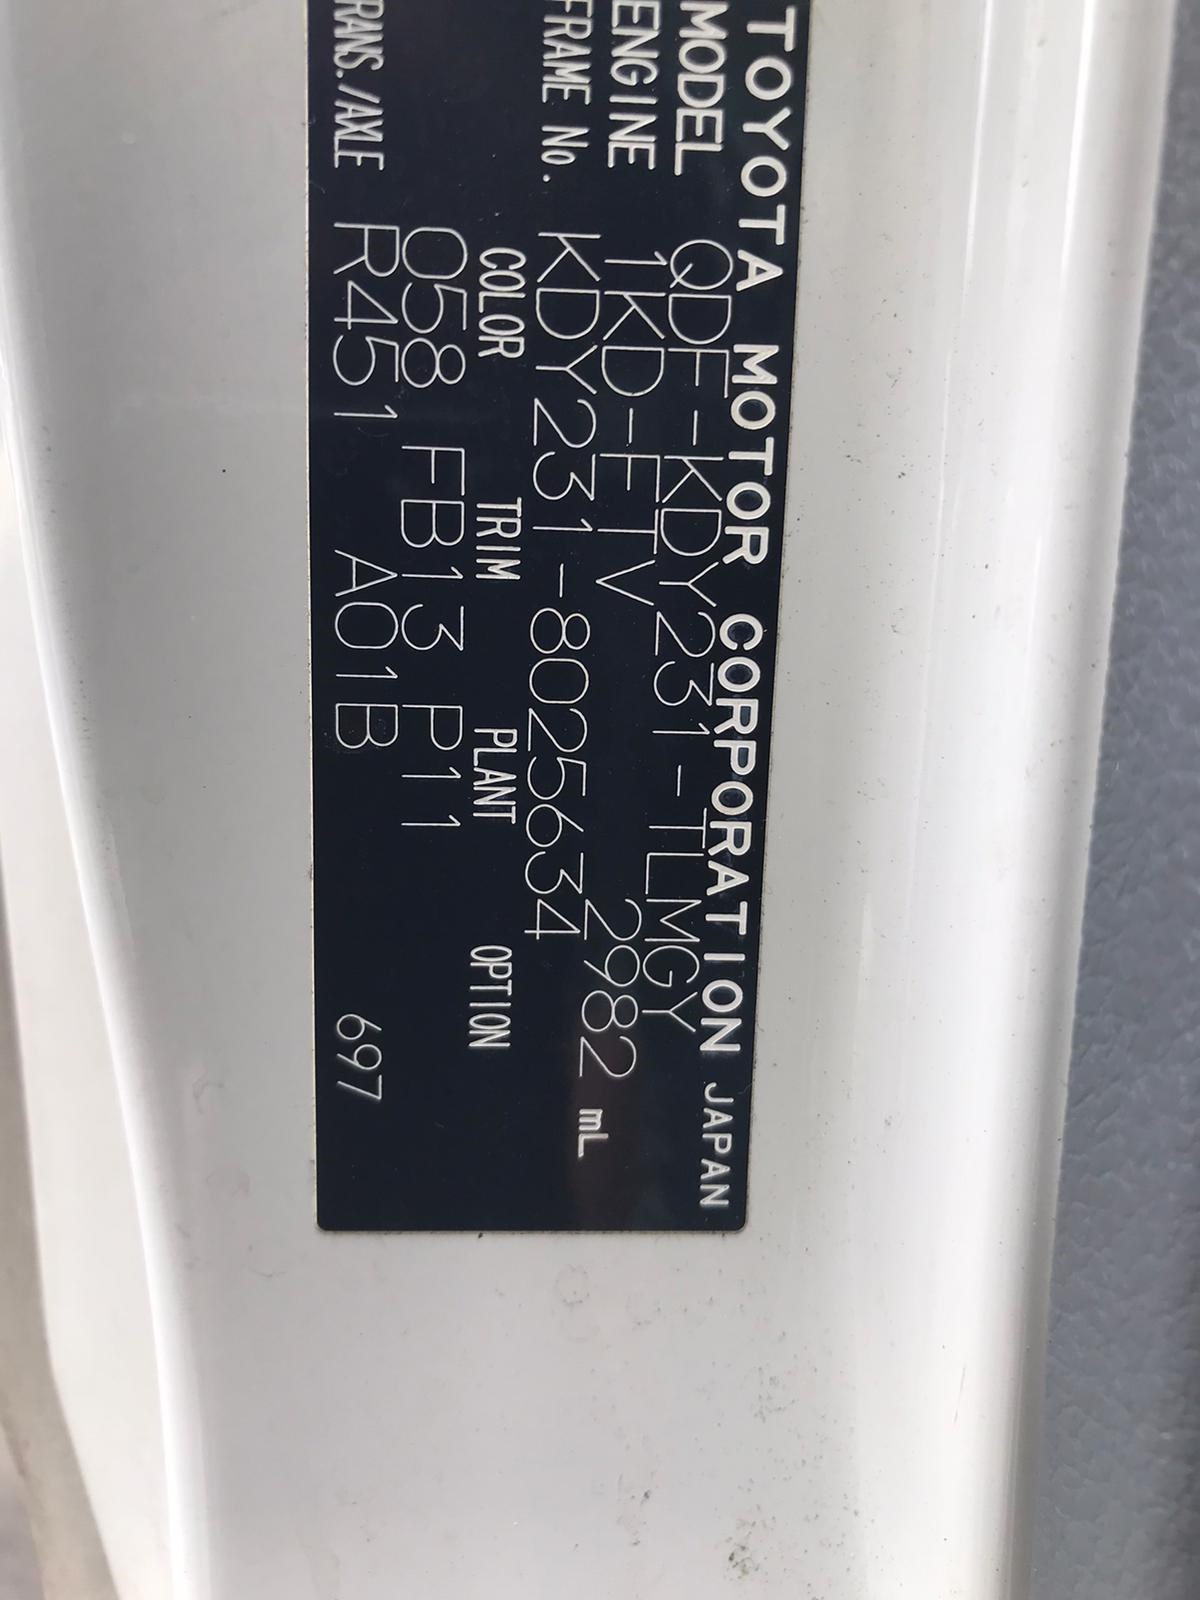 TOYOTA MOTOR CORPORATION JAPAN
MODEL QDF-KDY231-TLMGY
ENGINE 1KD-FTV 2982 mL
FRAME No. KDY231-8025634
COLOR TRIM PLANT OPTION
058 FB13 P11
RANS./AXLE R451 A01B 697